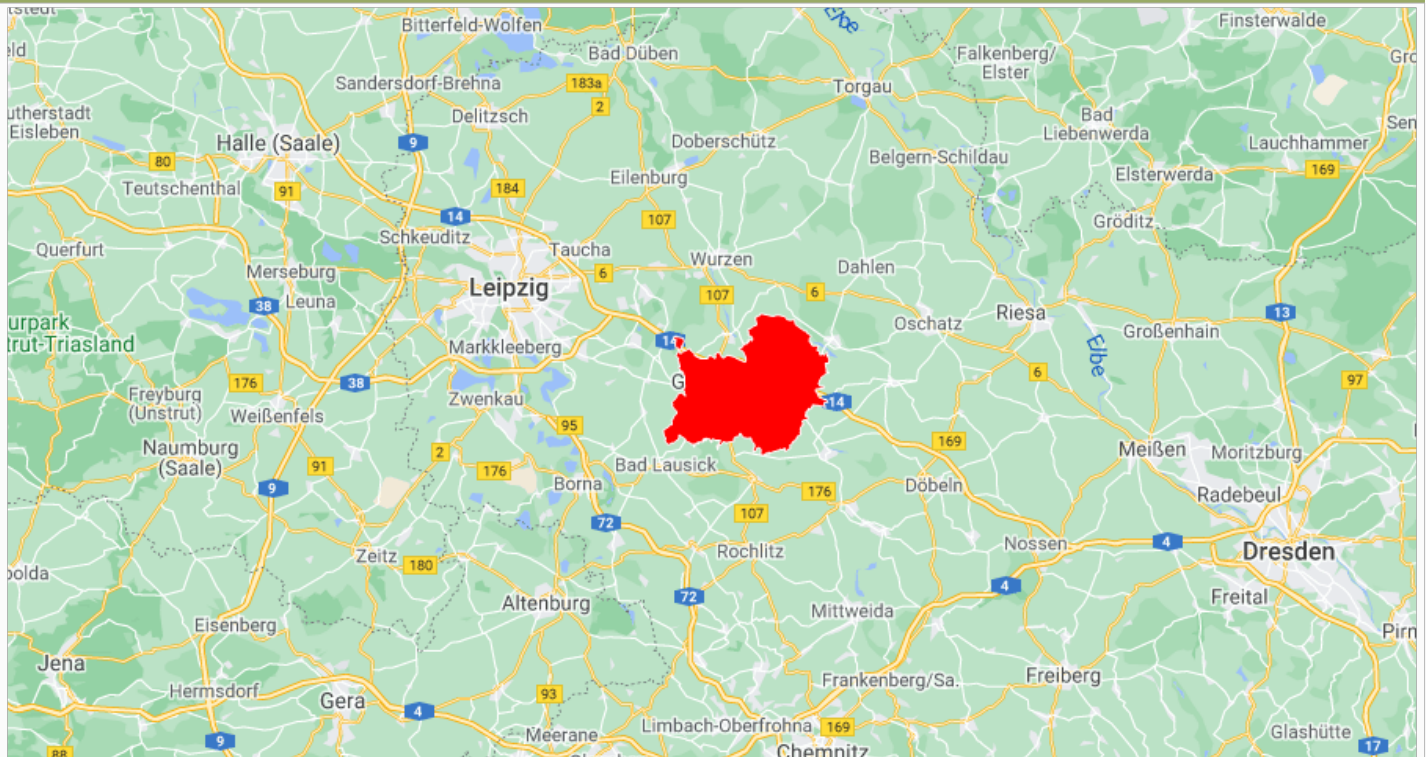 Bitterfeld-Wolfen
Elbe
Finsterwalde
Bad Düben
Falkenberg/
Elster
Sandersdorf-Brehna
183a
2
Torgau
Delitzsch
Bad
Liebenwerda
utherstadt
Eisleben
Halle (Saale)
9
Doberschütz
Lauchhammer
80
Teutschenthal
91
Eilenburg
184
Belgern-Schildau
Elsterwerda
169
14
107
Gröditz
Schkeuditz
Taucha
Querfurt
Merseburg
6
Wurzen
Dahlen
Leipzig
107
6
38
Leuna
Riesa
13
urpark
trut-Triasland
Markkleeberg
14
Oschatz
Elbe
Großenhain
176
38
G
6
97
Freyburg
(Unstrut)
Weißenfels
Zwenkau
95
14
Naumburg
(Saale)
91
2
176
Bad Lausick
169
Meißen
Moritzburg
9
Borna
176
Döbeln
Radebeul
72
107
Nossen
4
Dresden
polda
Zeitz
180
Rochlitz
4
Freital
Altenburg
72
Mittweida
Eisenberg
Pirn
Jena
Hermsdorf
Gera
4
93
Frankenberg/Sa.
Freiberg
9
Meerane
Limbach-Oberfrohna
169
Glashütte
88
Chemnitz
17